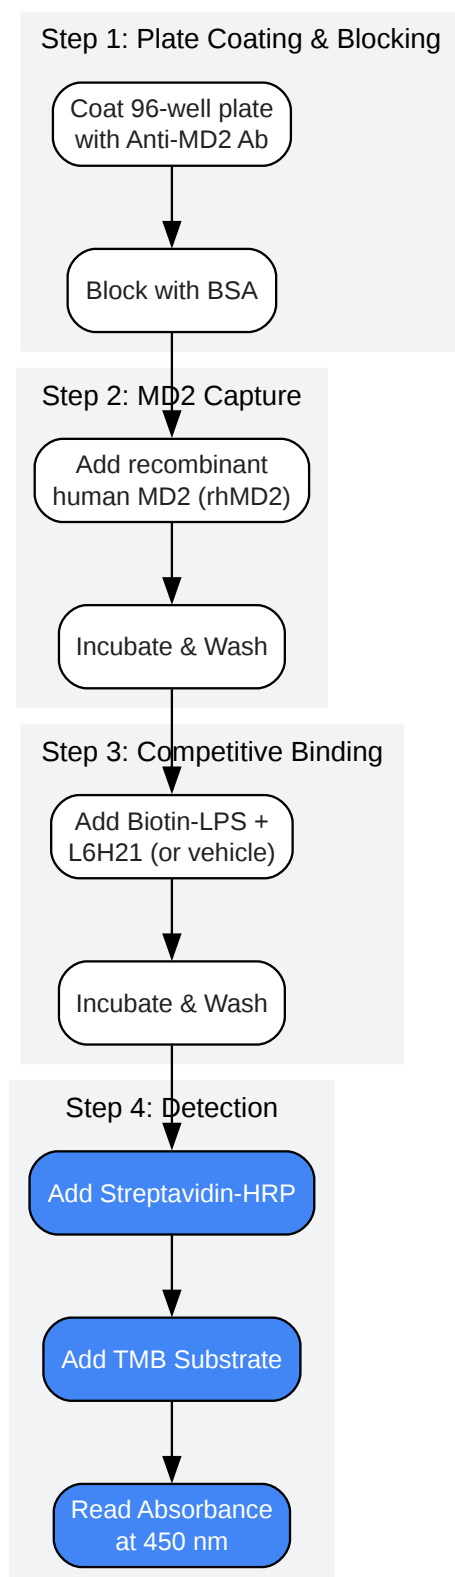 Step 1: Plate Coating & Blocking
Coat 96-well plate
with Anti-MD2 Ab
Block with BSA
Step 2: MD2 Capture
Add recombinant
human MD2 (rhMD2)
Incubate & Wash
Step 3: Competitive Binding
Add Biotin-LPS +
L6H21 (or vehicle)
Incubate & Wash
Step 4: Detection
Add Streptavidin-HRP
Add TMB Substrate
Read Absorbance
at 450 nm